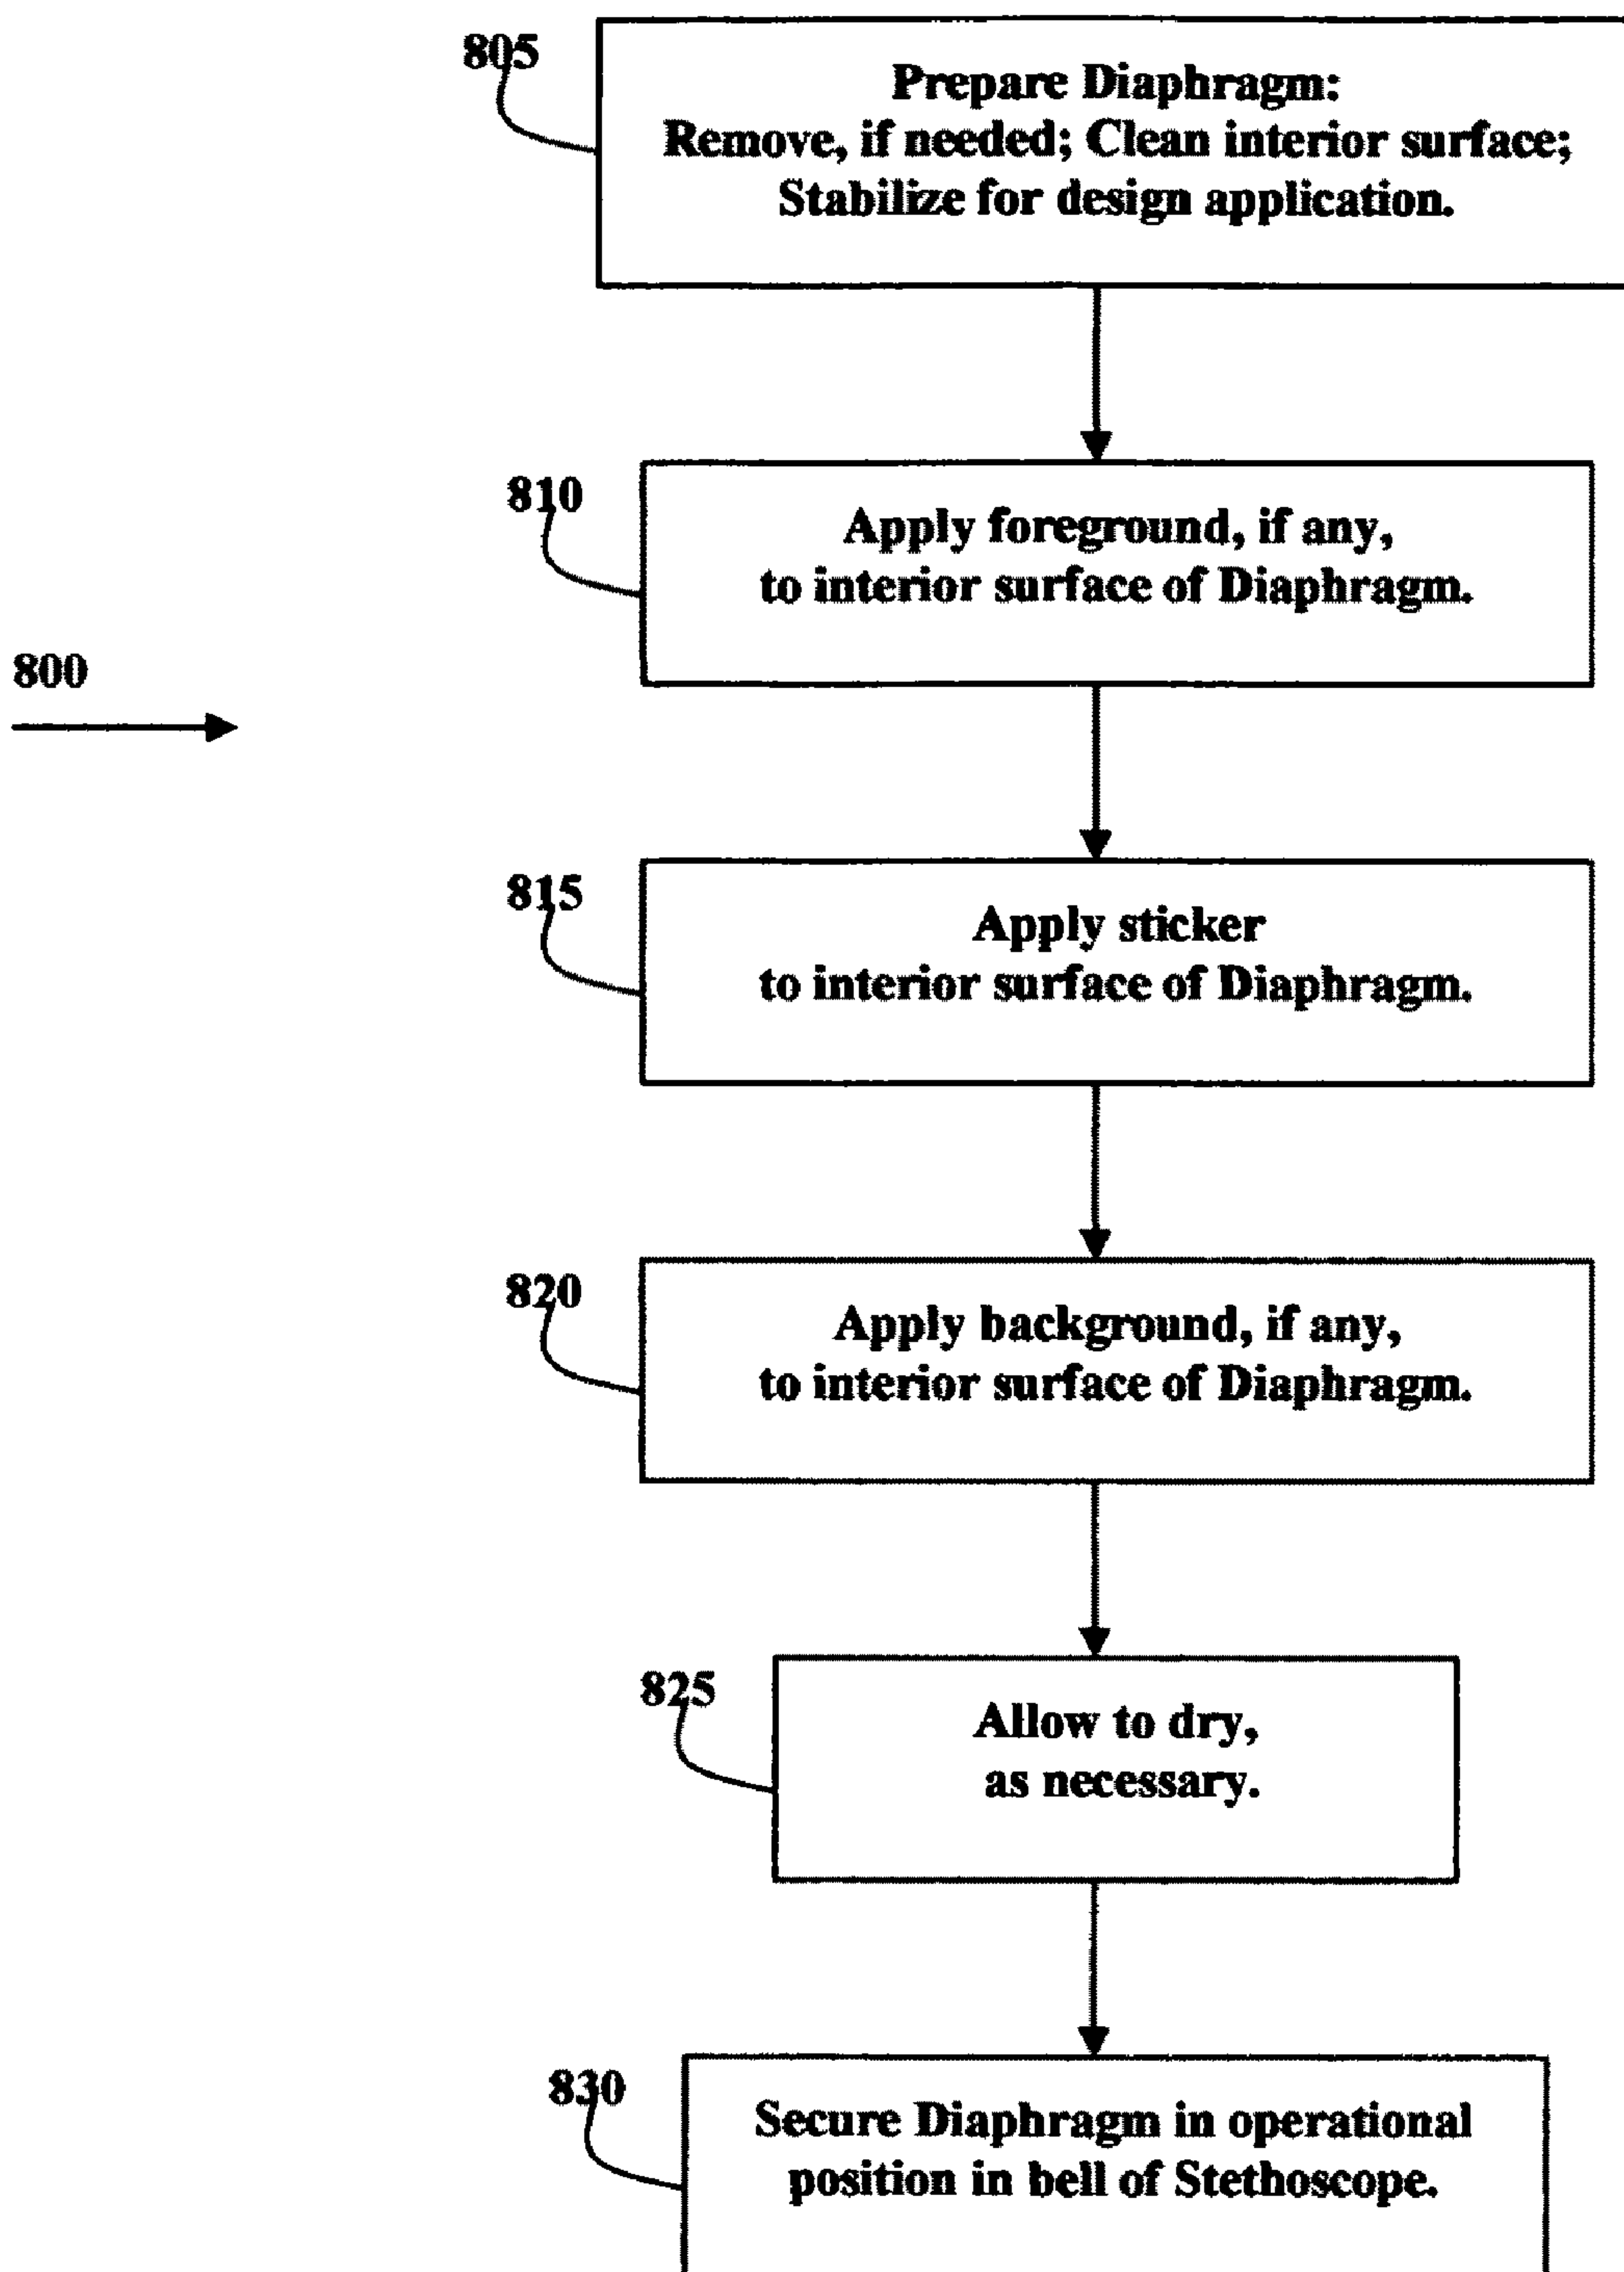 805
Prepare Diaphragm:
Remove, if needed; Clean interior surface;
Stabilize for design application.
810
Apply foreground, if any,
to interior surface of Diaphragm.
800
815
Apply sticker
to interior surface of Diaphragm.
820
Apply background, if any,
to interior surface of Diaphragm.
825
Allow to dry,
as necessary.
830
Secure Diaphragm in operational
position in bell of Stethoscope.